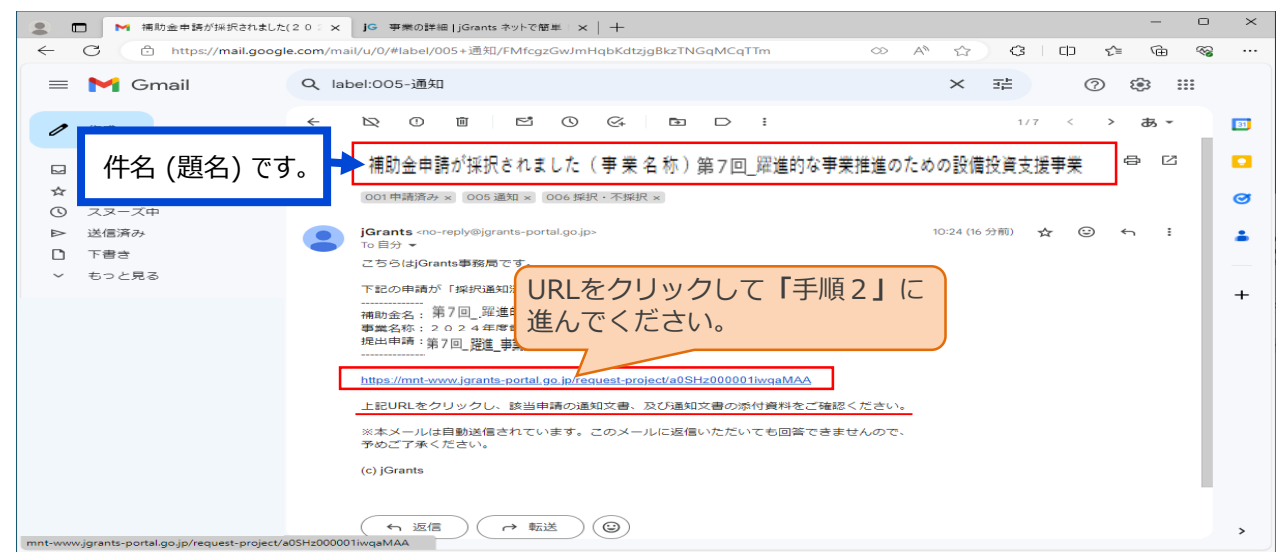 補助金申請が採択されました(２０２
jG 事業の詳細 | jGrants ネットで簡単
https://mail.google.com/mail/u/0/#label/005+通知/FMfcgzGwJmHqbKdtzjgBkzTNGqMCqTTm
Gmail
label:005-通知
1/7
あ
31
件名 (題名) です。
補助金申請が採択されました (事業名称) 第7回_躍進的な事業推進のための設備投資支援事業
001 申請済み × 005 通知 × 006 採択・不採択 ×
スヌーズ中
送信済み
下書き
もっと見る
jGrants <no-reply@jgrants-portal.go.jp>
10:24 (16 分前)
To 自分
こちらはjGrants事務局です。
下記の申請が「採択通知
URLをクリックして「手順２」に
進んでください。
--------------
補助金名：第7回_躍進
事業名称：２０２４年度
提出申請：第7回_躍進_事業
--------------
https://mnt-www.jgrants-portal.go.jp/request-project/a0SHz000001iwqaMAA
上記URLをクリックし、該当申請の通知文書、及び通知文書の添付資料をご確認ください。
※本メールは自動送信されています。このメールに返信いただいても回答できませんので、
予めご了承ください。
(c) jGrants
返信
転送
mnt-www.jgrants-portal.go.jp/request-project/a0SHz000001iwqaMAA